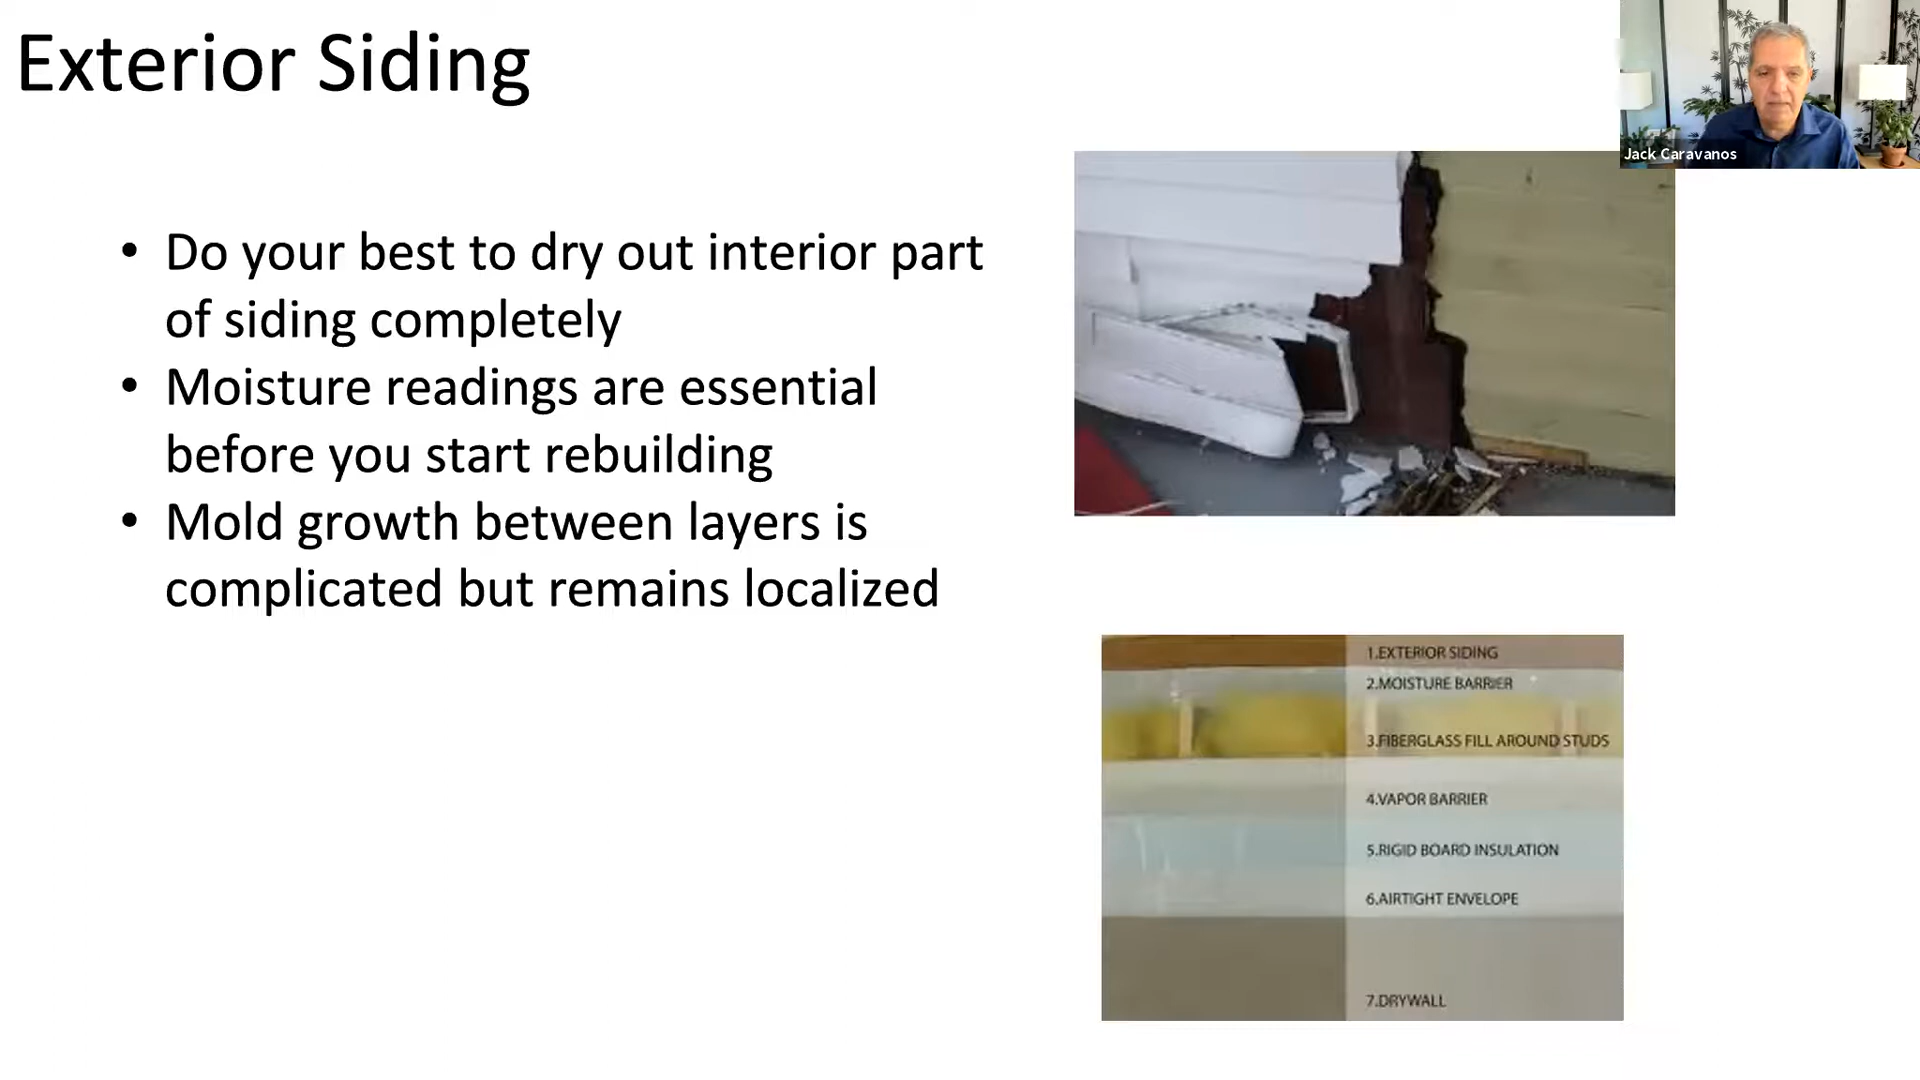 Exterior Siding
Jack Caravanos
• Do your best to dry out interior part
of siding completely
• Moisture readings are essential
before you start rebuilding
• Mold growth between layers is
complicated but remains localized
1.EXTERIOR SIDING
2.MOISTURE BARRIER
3.FIBERGLASS FILL AROUND STUDS
4.VAPOR BARRIER
5.RIGID BOARD INSULATION
6.AIRTIGHT ENVELOPE
7.DRYWALL